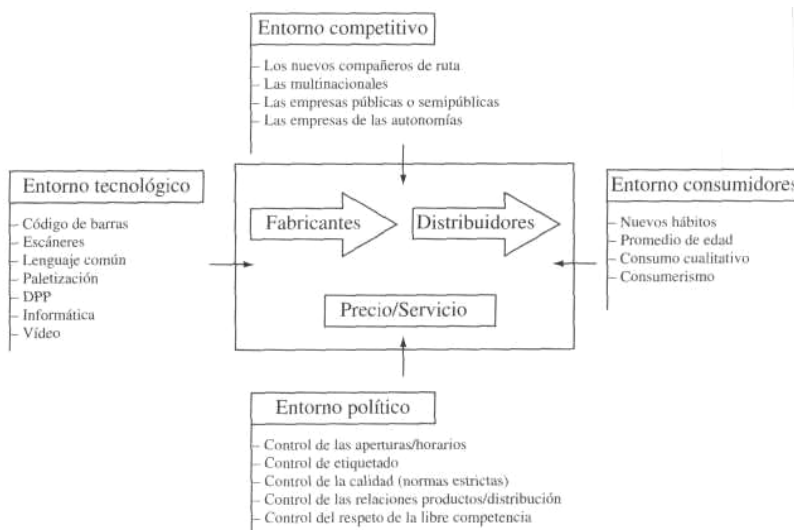 Entorno competitivo
– Los nuevos compañeros de ruta
– Las multinacionales
– Las empresas públicas o semipúblicas
– Las empresas de las autonomías
Entorno tecnológico
– Código de barras
– Escáneres
– Lenguaje común
– Paletización
– DPP
– Informática
– Vídeo
Fabricantes
Distribuidores
Precio/Servicio
Entorno consumidores
– Nuevos hábitos
– Promedio de edad
– Consumo cualitativo
– Consumerismo
Entorno político
– Control de las aperturas/horarios
– Control de etiquetado
– Control de la calidad (normas estrictas)
– Control de las relaciones productos/distribución
– Control del respeto de la libre competencia